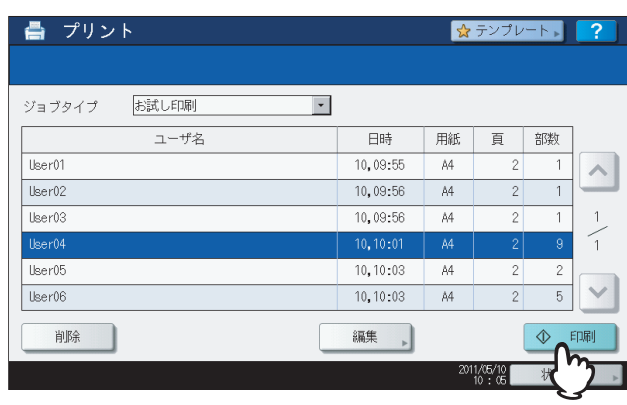 プリント テンプレート ?
ジョブタイプ お試し印刷
ユーザ名 日時 用紙 頁 部数
User01 10,09:55 A4 2 1
User02 10,09:56 A4 2 1
User03 10,09:56 A4 2 1
User04 10,10:01 A4 2 9
User05 10,10:03 A4 2 2
User06 10,10:03 A4 2 5
1
1
削除 編集 印刷
2011/05/10
10:05